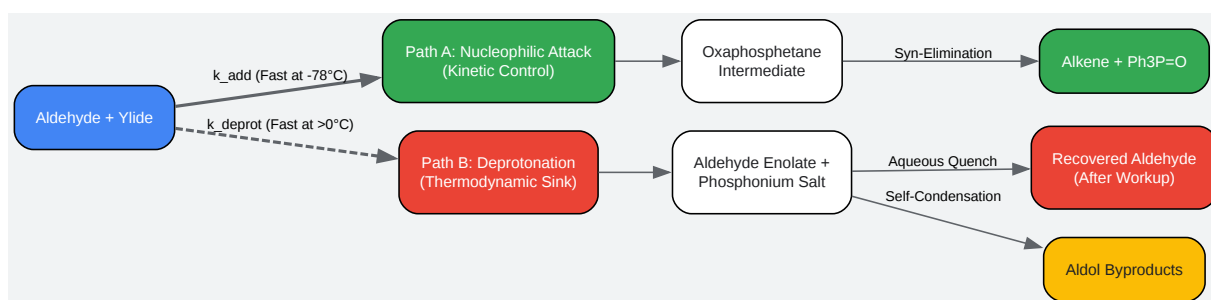 Aldehyde + Ylide
k_add (Fast at -78°C)
k_deprot (Fast at >0°C)
Path A: Nucleophilic Attack
(Kinetic Control)
Oxaphosphetane
Intermediate
Syn-Elimination
Alkene + Ph3P=O
Path B: Deprotonation
(Thermodynamic Sink)
Aldehyde Enolate +
Phosphonium Salt
Aqueous Quench
Recovered Aldehyde
(After Workup)
Self-Condensation
Aldol Byproducts